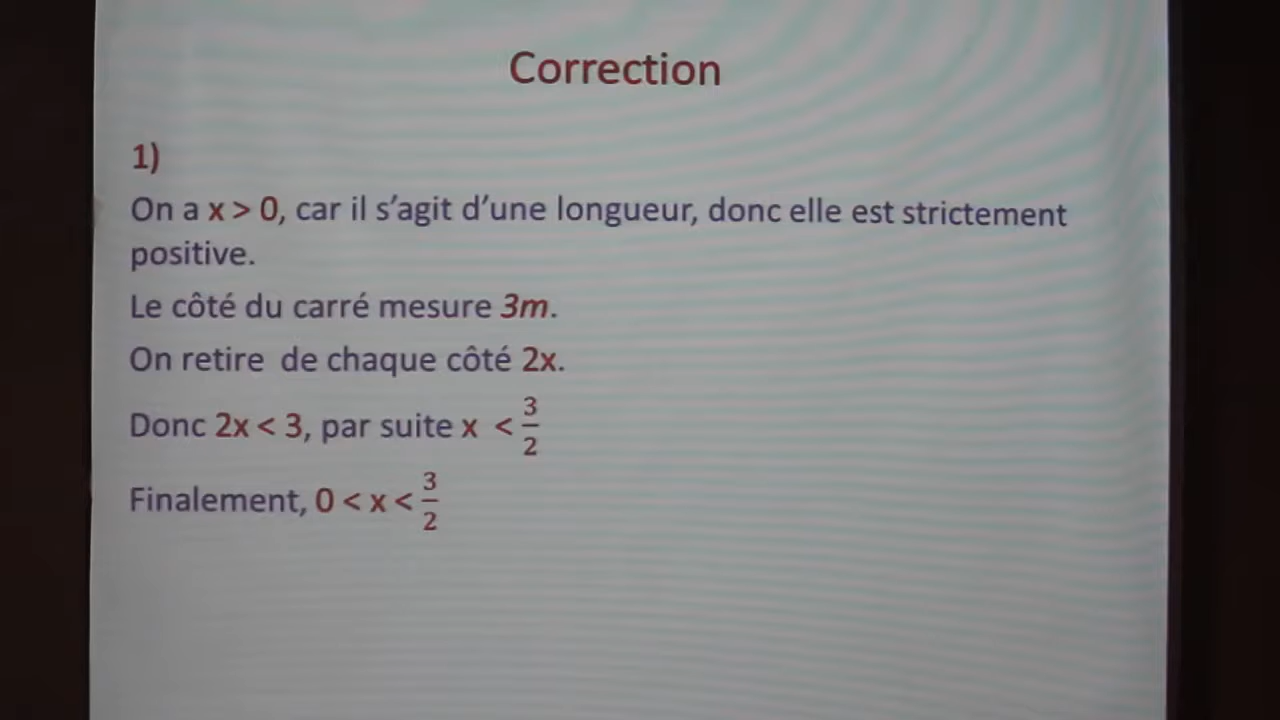 Correction
1)
On a x > 0, car il s’agit d’une longueur, donc elle est strictement
positive.
Le côté du carré mesure 3m.
On retire de chaque côté 2x.
Donc 2x < 3, par suite x < 3/2
Finalement, 0 < x < 3/2